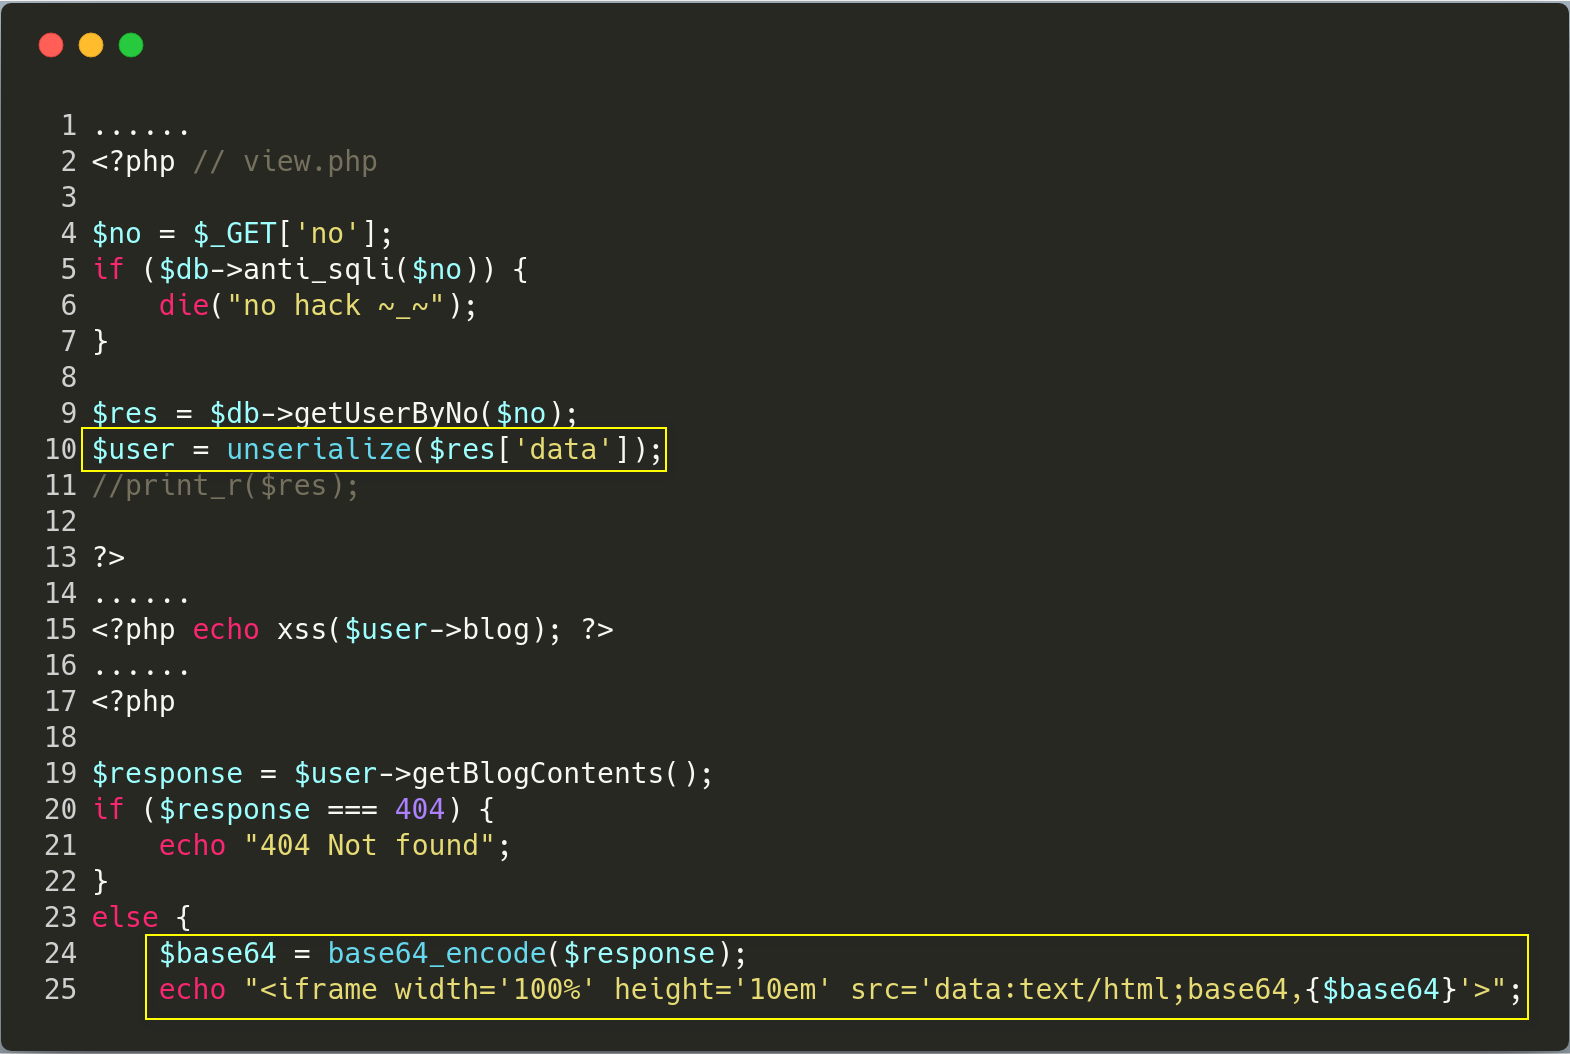 1 ......
2 <?php // view.php
3
4 $no = $_GET['no'];
5 if ($db->anti_sqli($no)) {
6     die("no hack ~_~");
7 }
8
9 $res = $db->getUserByNo($no);
10 $user = unserialize($res['data']);
11 //print_r($res);
12
13 ?>
14 ......
15 <?php echo xss($user->blog); ?>
16 ......
17 <?php
18
19 $response = $user->getBlogContents();
20 if ($response === 404) {
21     echo "404 Not found";
22 }
23 else {
24     $base64 = base64_encode($response);
25     echo "<iframe width='100%' height='10em' src='data:text/html;base64,{$base64}'>";